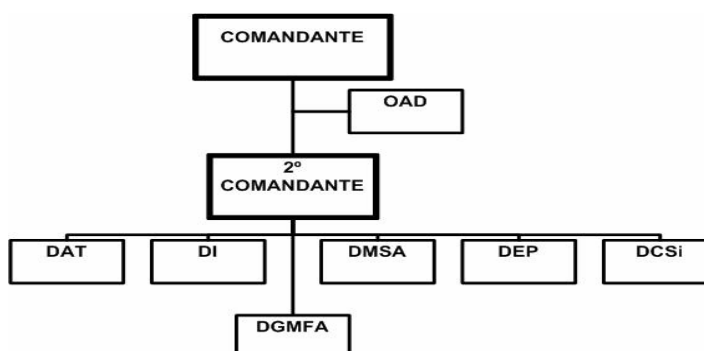 COMANDANTE
OAD
2º
COMANDANTE
DAT
DI
DMSA
DEP
DCSi
DGMFA